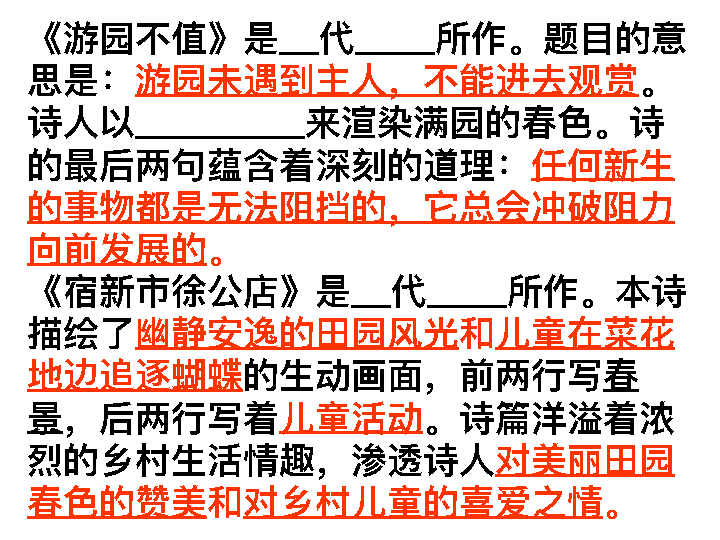 《游园不值》是__代____所作。题目的意
思是：游园未遇到主人，不能进去观赏。
诗人以_________来渲染满园的春色。诗
的最后两句蕴含着深刻的道理：任何新生
的事物都是无法阻挡的，它总会冲破阻力
向前发展的。
《宿新市徐公店》是__代____所作。本诗
描绘了幽静安逸的田园风光和儿童在菜花
地边追逐蝴蝶的生动画面，前两行写春
景，后两行写着儿童活动。诗篇洋溢着浓
烈的乡村生活情趣，渗透诗人对美丽田园
春色的赞美和对乡村儿童的喜爱之情。